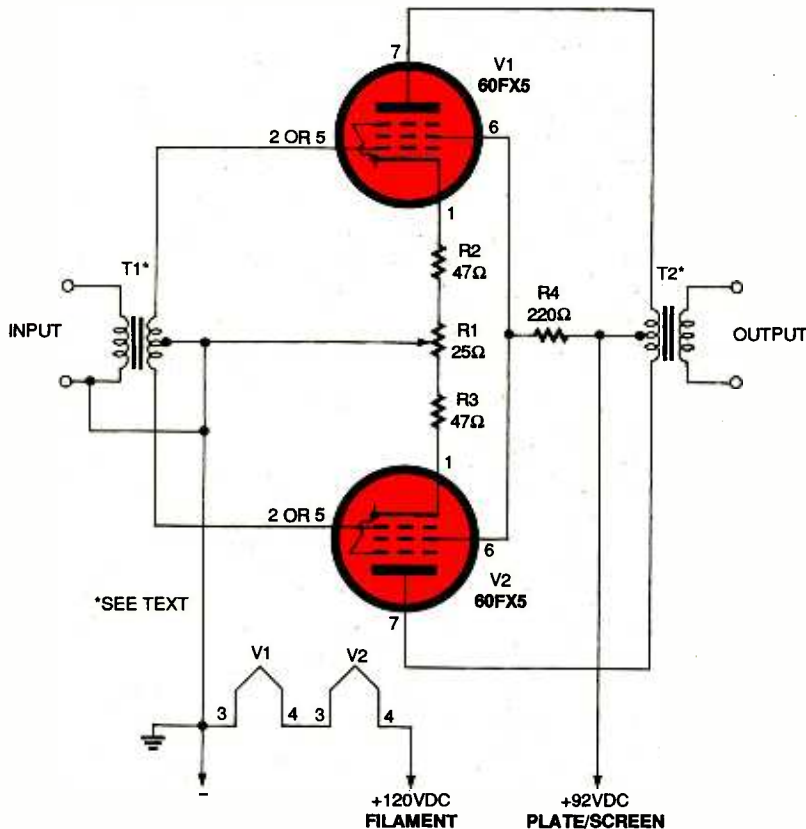 7
V1
60FX5
2 OR 5
6
1
R2
47Ω
T1*
R4
220Ω
T2*
INPUT
R1
25Ω
OUTPUT
R3
47Ω
1
2 OR 5
6
V2
60FX5
*SEE TEXT
7
V1
V2
3
4
3
4
–
+120VDC
FILAMENT
+92VDC
PLATE/SCREEN